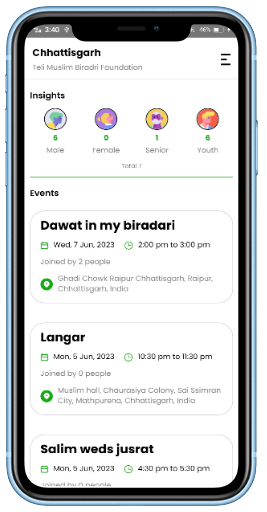 3:40
46%
Chhattisgarh
Teli Muslim Biradri Foundation
Insights
6 0 1 6
Male Female Senior Youth
Total 7
Events
Dawat in my biradari
Wed, 7 Jun, 2023 2:00 pm to 3:00 pm
Joined by 2 people
Ghadi Chowk Raipur Chhattisgarh, Raipur,
Chhattisgarh, India
Langar
Mon, 5 Jun, 2023 10:30 pm to 11:30 pm
Joined by 0 people
Muslim hall, Chaurasiya Colony, Sai Ssimran
City, Mathpurena, Chhattisgarh, India
Salim weds jusrat
Mon, 5 Jun, 2023 4:30 pm to 5:30 pm
Joined by 0 people